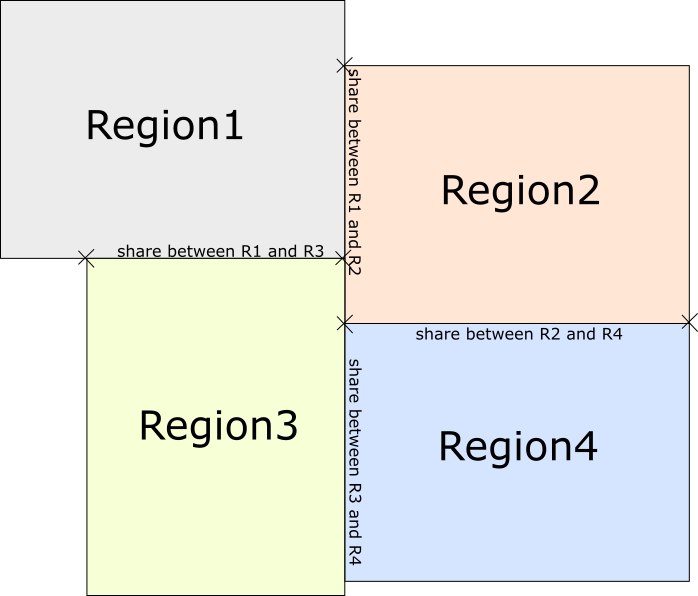 Region1
share between R1 and R2
Region2
share between R1 and R3
share between R2 and R4
Region3
share between R3 and R4
Region4